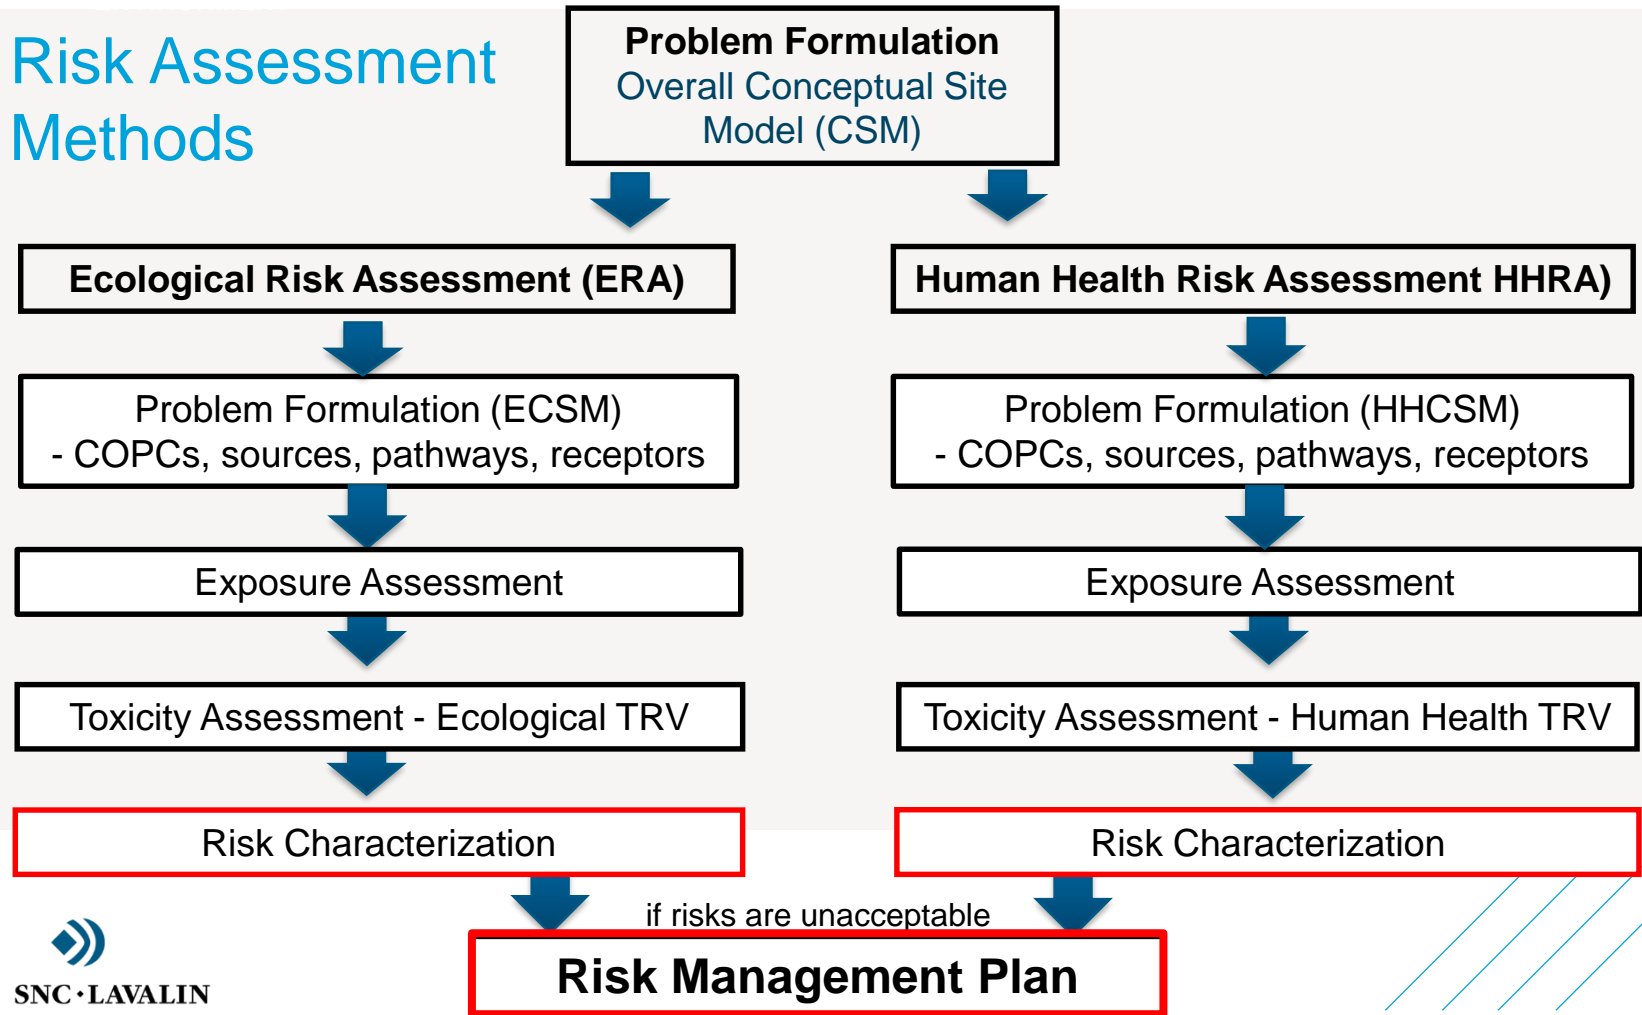 Risk Assessment
Methods
Problem Formulation
Overall Conceptual Site
Model (CSM)
Ecological Risk Assessment (ERA)
Human Health Risk Assessment HHRA)
Problem Formulation (ECSM)
- COPCs, sources, pathways, receptors
Problem Formulation (HHCSM)
- COPCs, sources, pathways, receptors
Exposure Assessment
Exposure Assessment
Toxicity Assessment - Ecological TRV
Toxicity Assessment - Human Health TRV
Risk Characterization
Risk Characterization
if risks are unacceptable
Risk Management Plan
SNC·LAVALIN